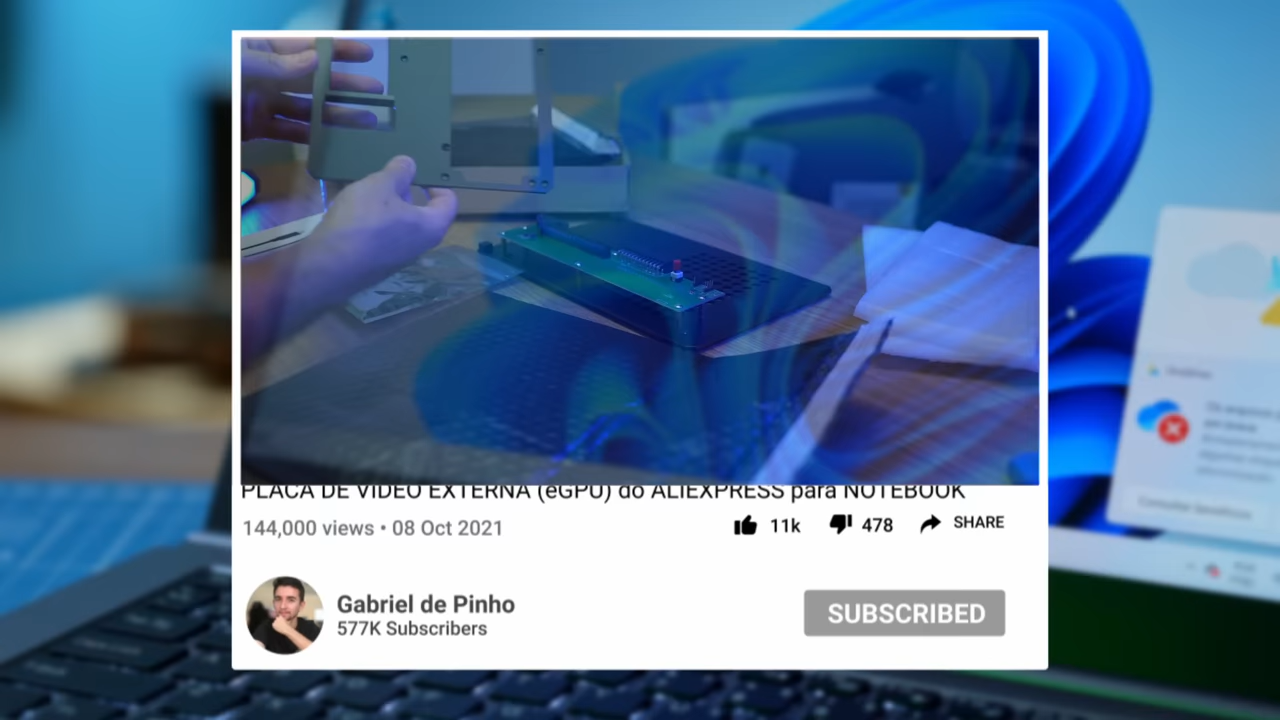 PLACA DE VÍDEO EXTERNA (eGPU) do ALIEXPRESS para NOTEBOOK
144,000 views • 08 Oct 2021
11k
478
SHARE
Gabriel de Pinho
577K Subscribers
SUBSCRIBED